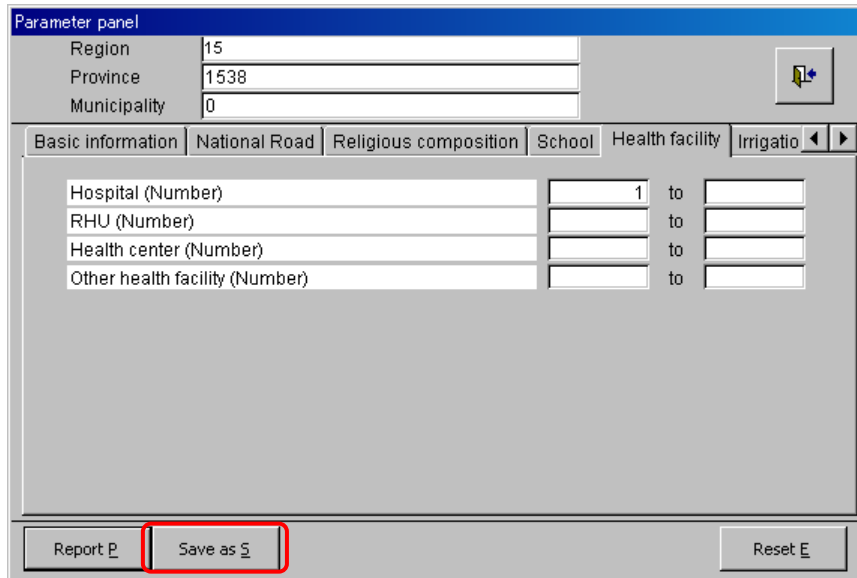 Parameter panel
Region 15
Province 1538
Municipality 0
Basic information National Road Religious composition School Health facility Irrigatio
Hospital (Number) 1 to
RHU (Number) to
Health center (Number) to
Other health facility (Number) to
Report P Save as S Reset E